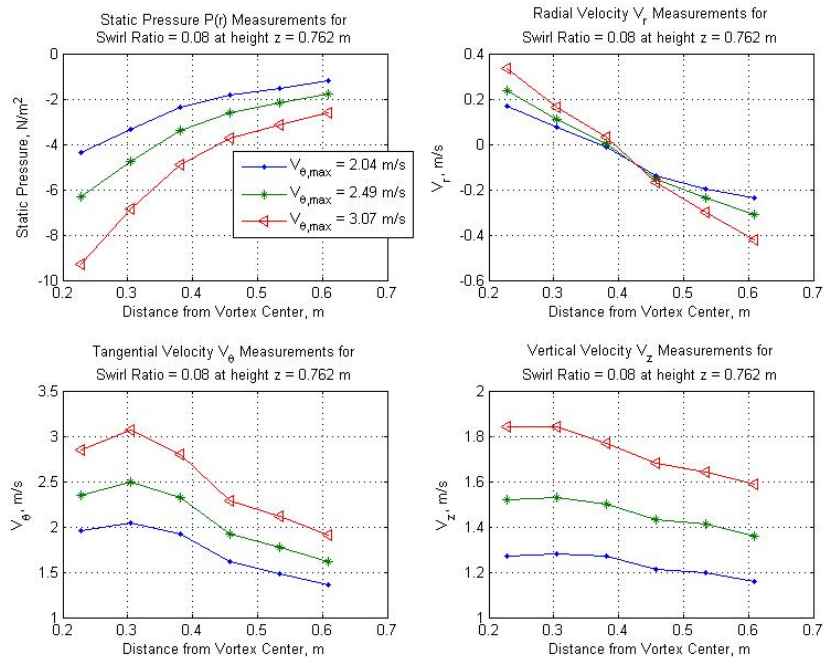 Static Pressure P(r) Measurements for
Swirl Ratio = 0.08 at height z = 0.762 m
0
-2
-4
-6
-8
-10
Static Pressure, N/m²
0.2 0.3 0.4 0.5 0.6 0.7
Distance from Vortex Center, m
V_θ,max = 2.04 m/s
V_θ,max = 2.49 m/s
V_θ,max = 3.07 m/s
Radial Velocity V_r Measurements for
Swirl Ratio = 0.08 at height z = 0.762 m
0.4
0.2
0
-0.2
-0.4
-0.6
V_r, m/s
0.2 0.3 0.4 0.5 0.6 0.7
Distance from Vortex Center, m
Tangential Velocity V_θ Measurements for
Swirl Ratio = 0.08 at height z = 0.762 m
3.5
3
2.5
2
1.5
1
V_θ, m/s
0.2 0.3 0.4 0.5 0.6 0.7
Distance from Vortex Center, m
Vertical Velocity V_z Measurements for
Swirl Ratio = 0.08 at height z = 0.762 m
2
1.8
1.6
1.4
1.2
1
V_z, m/s
0.2 0.3 0.4 0.5 0.6 0.7
Distance from Vortex Center, m